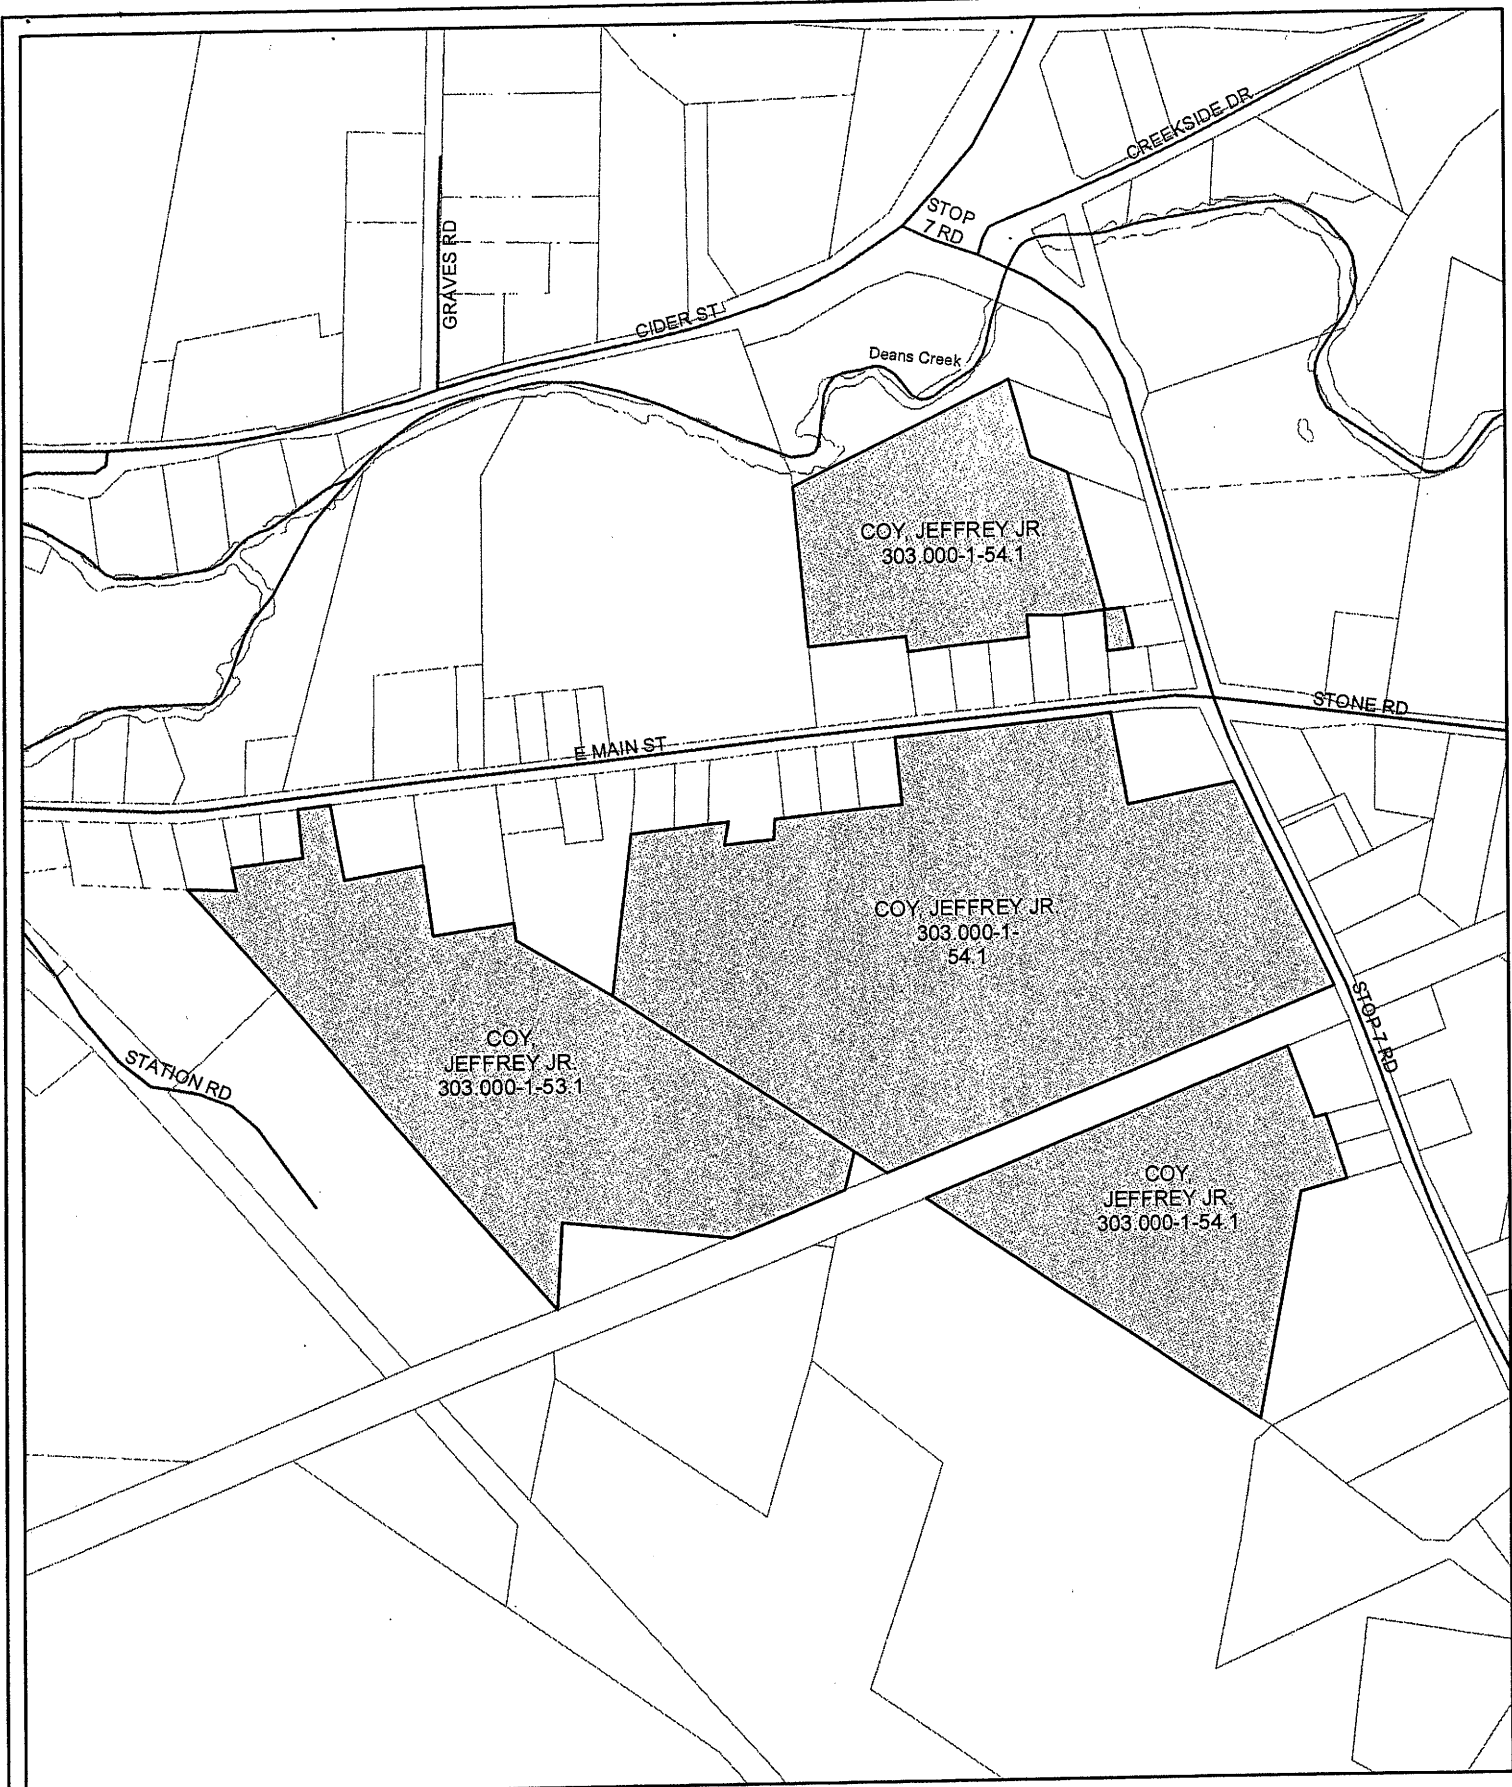 CREEKSIDE DR
STOP
7 RD
GRAVES RD
CIDER ST
Deans Creek
COY, JEFFREY JR.
303.000-1-54.1
STONE RD
E MAIN ST
COY, JEFFREY JR.
303.000-1-
54.1
COY,
JEFFREY JR.
303.000-1-53.1
STOP 7 RD
STATION RD
COY,
JEFFREY JR.
303.000-1-54.1